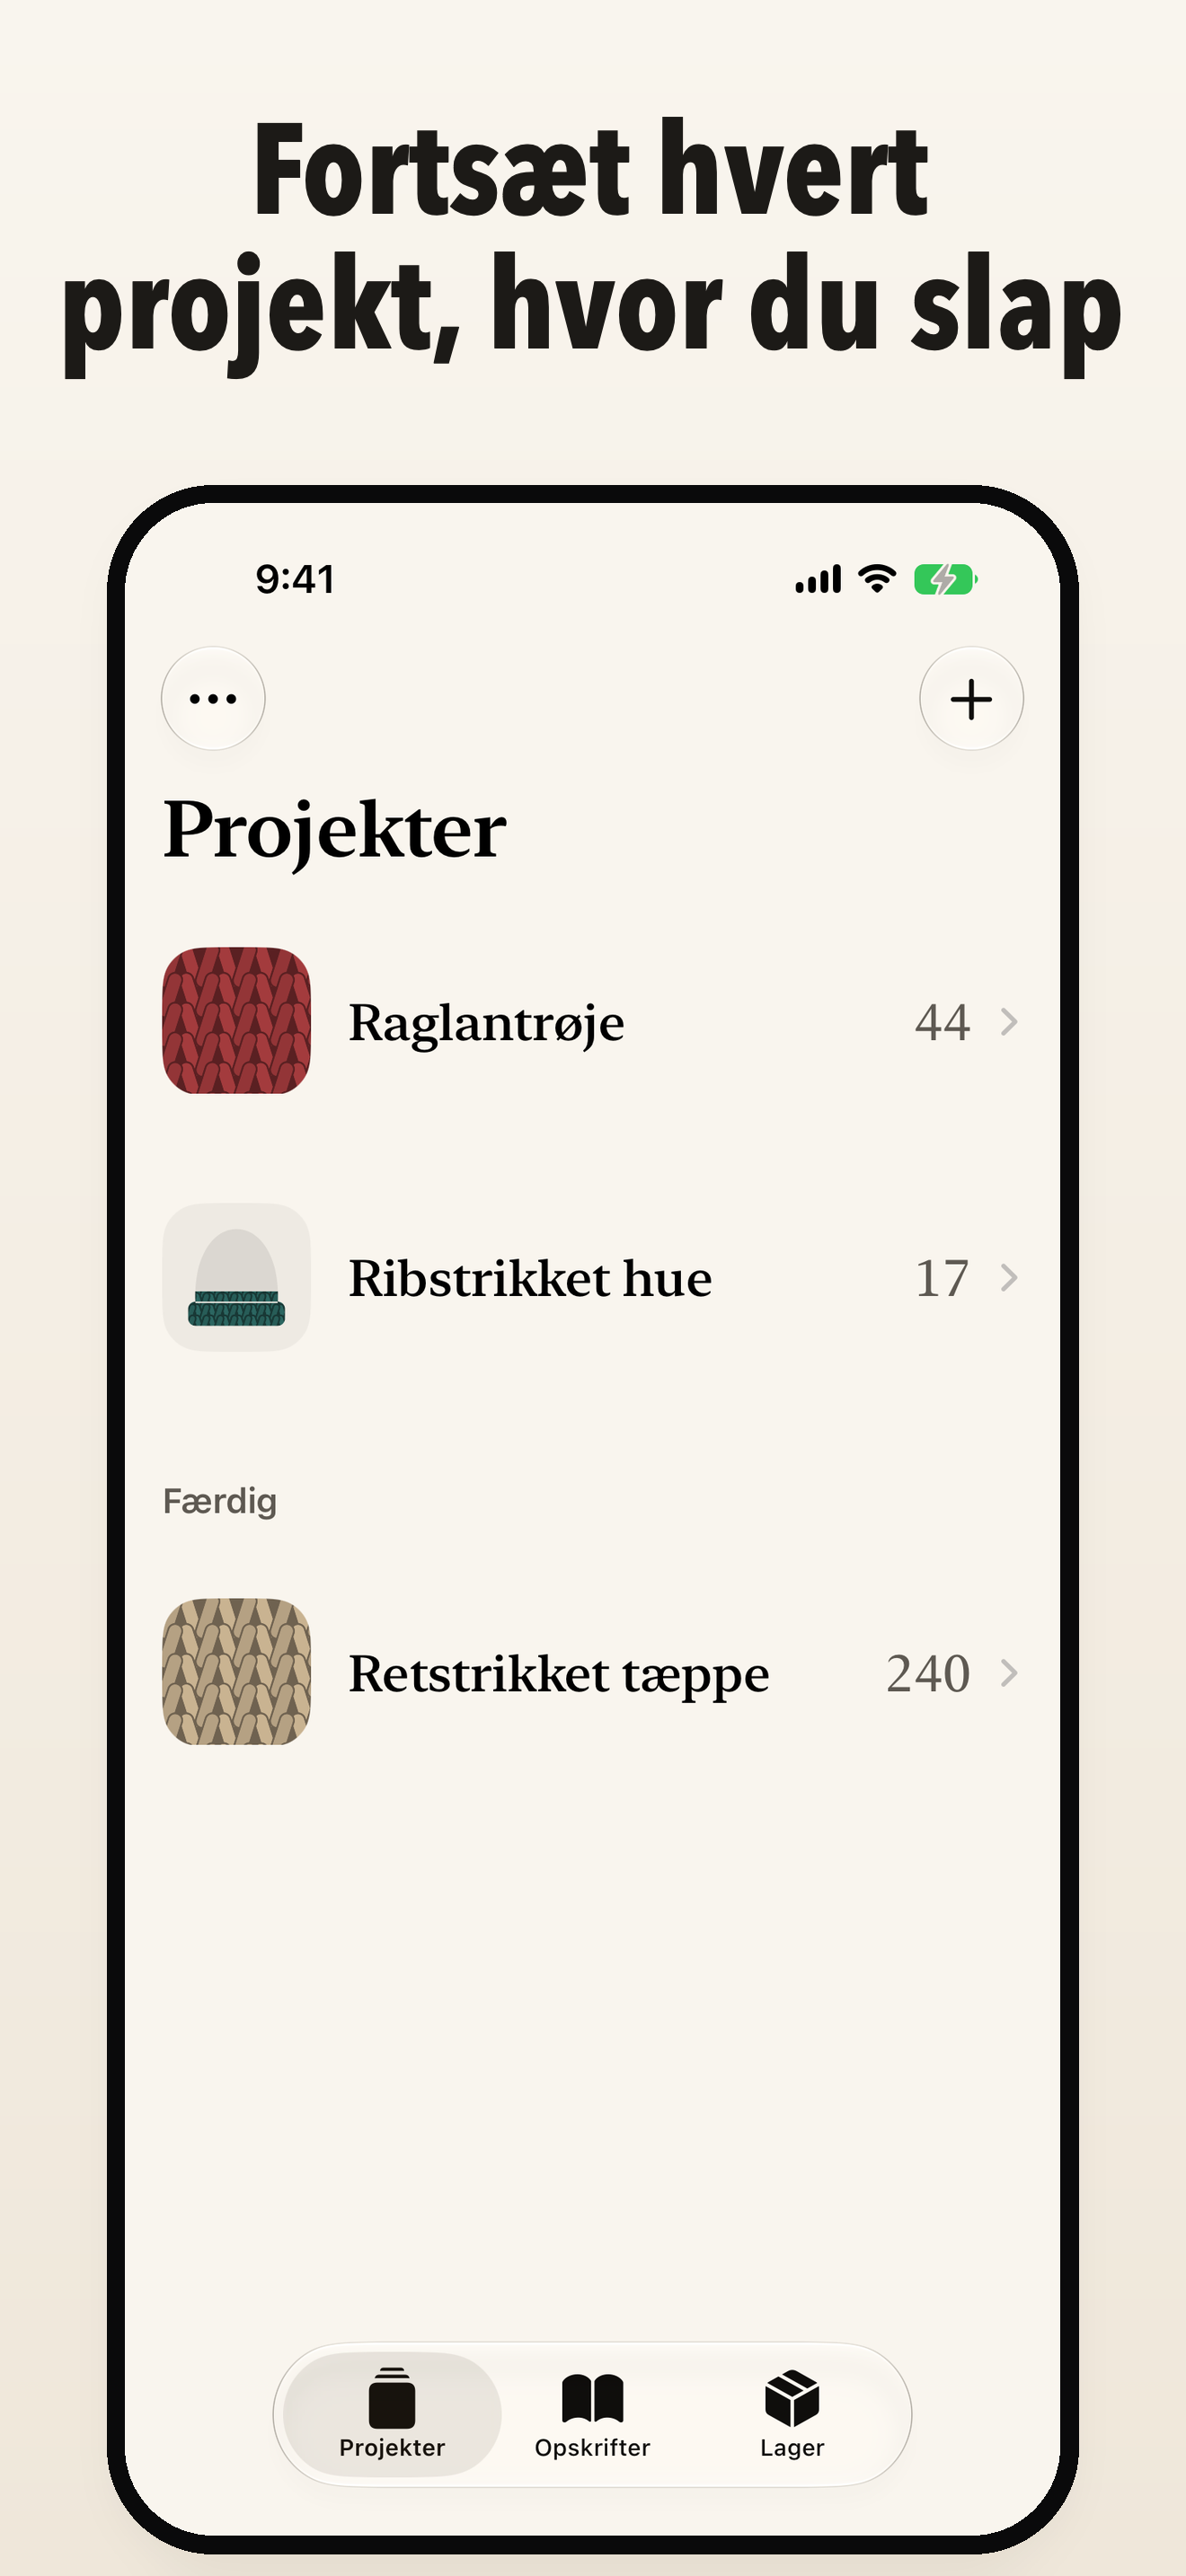 Fortsæt hvert
projekt, hvor du slap
9:41
Projekter
Raglantrøje 44
Ribstrikket hue 17
Færdig
Retstrikket tæppe 240
Projekter Opskrifter Lager